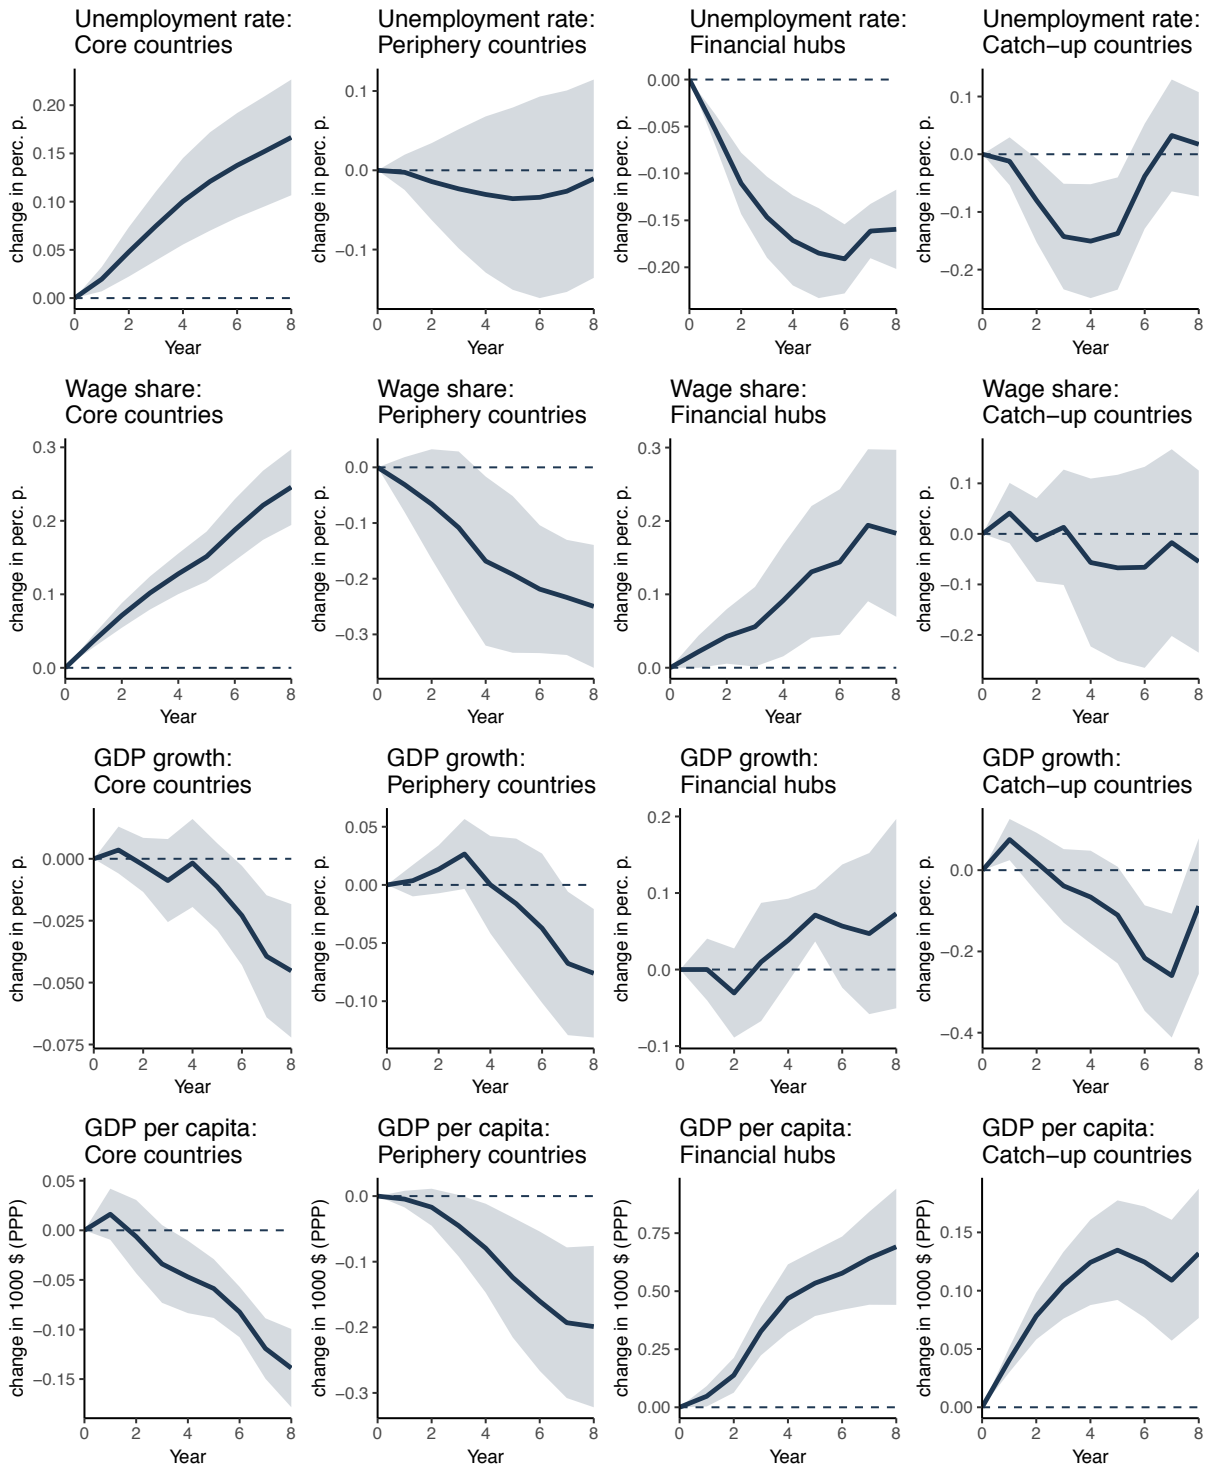 Unemployment rate:
Core countries
change in perc. p.
0.20
0.15
0.10
0.05
0.00
0 2 4 6 8
Year
Unemployment rate:
Periphery countries
change in perc. p.
0.1
0.0
−0.1
0 2 4 6 8
Year
Unemployment rate:
Financial hubs
change in perc. p.
0.00
−0.05
−0.10
−0.15
−0.20
0 2 4 6 8
Year
Unemployment rate:
Catch−up countries
change in perc. p.
0.1
0.0
−0.1
−0.2
0 2 4 6 8
Year
Wage share:
Core countries
change in perc. p.
0.3
0.2
0.1
0.0
0 2 4 6 8
Year
Wage share:
Periphery countries
change in perc. p.
0.0
−0.1
−0.2
−0.3
0 2 4 6 8
Year
Wage share:
Financial hubs
change in perc. p.
0.3
0.2
0.1
0.0
0 2 4 6 8
Year
Wage share:
Catch−up countries
change in perc. p.
0.1
0.0
−0.1
−0.2
0 2 4 6 8
Year
GDP growth:
Core countries
change in perc. p.
0.000
−0.025
−0.050
−0.075
0 2 4 6 8
Year
GDP growth:
Periphery countries
change in perc. p.
0.05
0.00
−0.05
−0.10
0 2 4 6 8
Year
GDP growth:
Financial hubs
change in perc. p.
0.2
0.1
0.0
−0.1
0 2 4 6 8
Year
GDP growth:
Catch−up countries
change in perc. p.
0.0
−0.2
−0.4
0 2 4 6 8
Year
GDP per capita:
Core countries
change in 1000 $ (PPP)
0.05
0.00
−0.05
−0.10
−0.15
0 2 4 6 8
Year
GDP per capita:
Periphery countries
change in 1000 $ (PPP)
0.0
−0.1
−0.2
−0.3
0 2 4 6 8
Year
GDP per capita:
Financial hubs
change in 1000 $ (PPP)
0.75
0.50
0.25
0.00
0 2 4 6 8
Year
GDP per capita:
Catch−up countries
change in 1000 $ (PPP)
0.15
0.10
0.05
0.00
0 2 4 6 8
Year